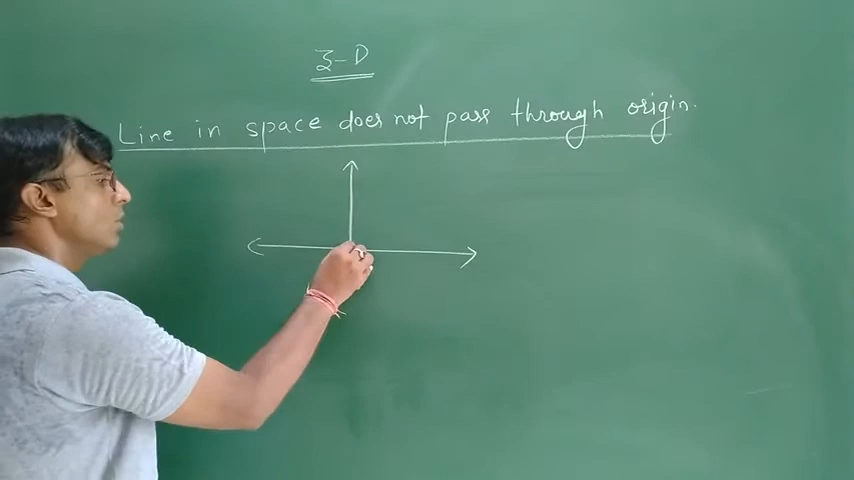 3-D
Line in space does not pass through origin.